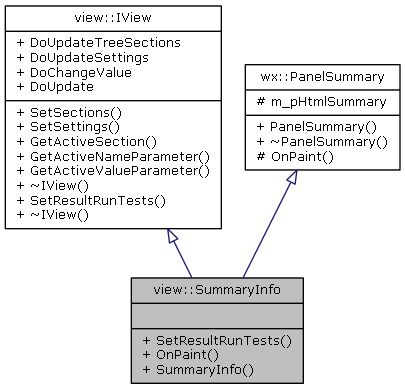 view::IView
+ DoUpdateTreeSections
+ DoUpdateSettings
+ DoChangeValue
+ DoUpdate
+ SetSections()
+ SetSettings()
+ GetActiveSection()
+ GetActiveNameParameter()
+ GetActiveValueParameter()
+ ~IView()
+ SetResultRunTests()
+ ~IView()
wx::PanelSummary
# m_pHtmlSummary
+ PanelSummary()
+ ~PanelSummary()
# OnPaint()
view::SummaryInfo
+ SetResultRunTests()
+ OnPaint()
+ SummaryInfo()